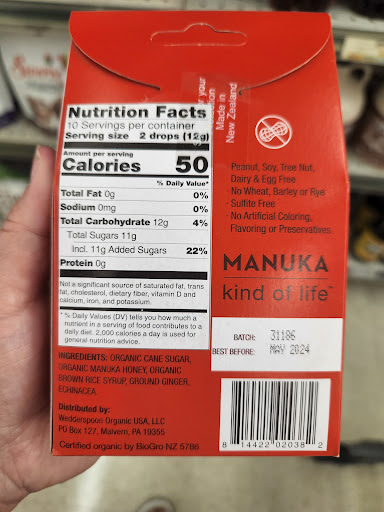 Nutrition Facts
10 Servings per container
Serving size 2 drops (12g)
Amount per serving
Calories 50
% Daily Value*
Total Fat 0g 0%
Sodium 0mg 0%
Total Carbohydrate 12g 4%
Total Sugars 11g
Incl. 11g Added Sugars 22%
Protein 0g
Not a significant source of saturated fat, trans
fat, cholesterol, dietary fiber, vitamin D and
calcium, iron, and potassium.
* % Daily Values (DV) tells you how much a
nutrient in a serving of food contributes to a
daily diet. 2,000 calories a day is used for
general nutrition advice.
INGREDIENTS: ORGANIC CANE SUGAR,
ORGANIC MANUKA HONEY, ORGANIC
BROWN RICE SYRUP, GROUND GINGER,
ECHINACEA.
Distributed by:
Wedderspoon Organic USA, LLC
PO Box 127, Malvern, PA 19355
Certified organic by BioGro NZ 5786
your
Made in
New Zealand
Peanut, Soy, Tree Nut,
Dairy & Egg Free
· No Wheat, Barley or Rye
· Sulfite Free
· No Artificial Coloring,
Flavoring or Preservatives
MANUKA
kind of life™
BATCH: 31186
BEST BEFORE: MAY 2024
8 14422 02038 2